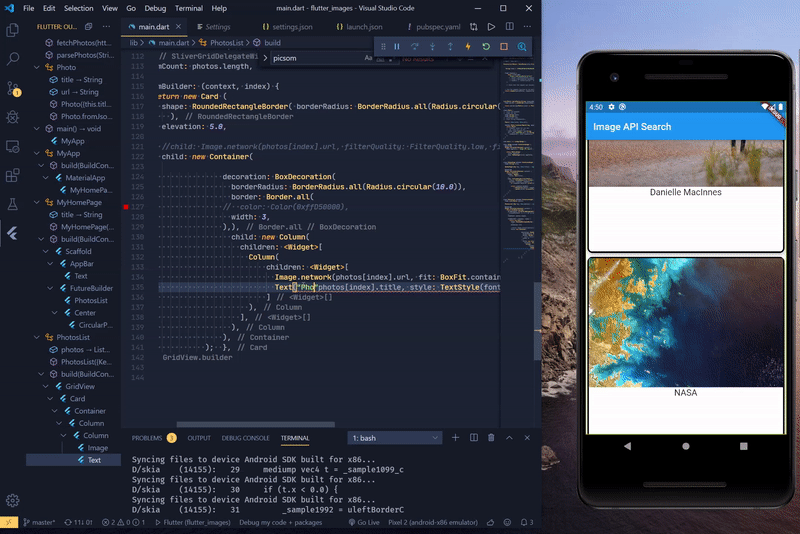 File Edit Selection View Go Debug Terminal Help main.dart - flutter_images - Visual Studio Code
FLUTTER: OU...
main.dart
Settings
settings.json
launch.json
pubspec.yaml
lib > main.dart > PhotosList > build
picsom
Aa
No results
fetchPhotos(htt...
parsePhotos(Stri...
Photo
title → String
url → String
Photo({this.titl...
Photo.fromJso...
main() → void
MyApp
MyApp
build(BuildConte...
MaterialApp
MyHomePa...
MyHomePage
title → String
MyHomePage(...
build(BuildConte...
Scaffold
AppBar
Text
FutureBuilder
PhotosList
Center
CircularP...
PhotosList
photos → List...
PhotosList({Ke...
build(BuildConte...
GridView
Card
Container
Column
Column
Image
Text
112 // SliverGridDelegateWi
113 mCount: photos.length,
114
115 mBuilder: (context, index) {
116 eturn new Card (
117 shape: RoundedRectangleBorder( borderRadius: BorderRadius.all(Radius.circular(
118 ), // RoundedRectangleBorder
119 elevation: 5.0,
120
121 //child: Image.network(photos[index].url, filterQuality: FilterQuality.low, fi
122 child: new Container(
123
124 decoration: BoxDecoration(
125 borderRadius: BorderRadius.all(Radius.circular(10.0)),
126 border: Border.all(
127 // color: Color(0xffD50000),
128 width: 3,
129 ),), // Border.all // BoxDecoration
130 child: new Column(
131 children: <Widget>[
132 Column(
133 children: <Widget>[
134 Image.network(photos[index].url, fit: BoxFit.contain
135 Text("Pho"photos[index].title, style: TextStyle(font
136 ] // <Widget>[]
137 ), // Column
138 ], // <Widget>[]
139 ), // Column
140 ), // Container
141 ); }, // Card
142 GridView.builder
143
144
PROBLEMS 3 OUTPUT DEBUG CONSOLE TERMINAL 1: bash
Syncing files to device Android SDK built for x86...
D/skia (14155): 29 mediump vec4 t = _sample1099_c
Syncing files to device Android SDK built for x86...
D/skia (14155): 30 if (t.x < 0.0) {
Syncing files to device Android SDK built for x86...
D/skia (14155): 31 _sample1992 = uleftBorderC
master* 11↓ 0↑ 2 0 1 Flutter (flutter_images) Debug my code + packages Go Live Pixel 2 (android-x86 emulator) 3
4:50
Image API Search
Danielle MacInnes
NASA